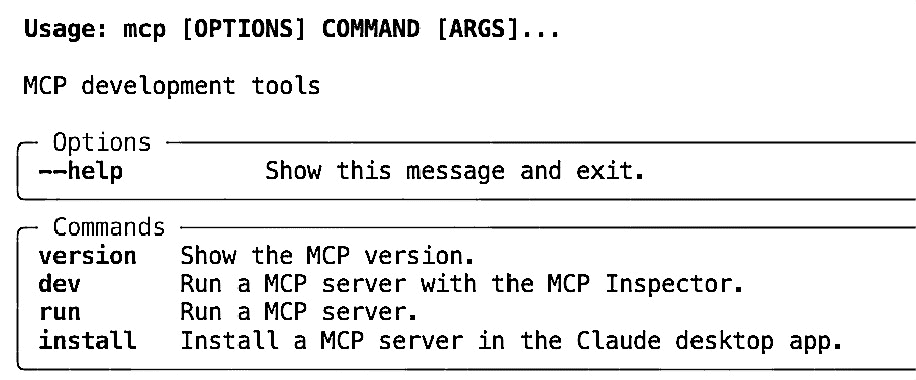 Usage: mcp [OPTIONS] COMMAND [ARGS]...
MCP development tools
Options
--help Show this message and exit.
Commands
version Show the MCP version.
dev Run a MCP server with the MCP Inspector.
run Run a MCP server.
install Install a MCP server in the Claude desktop app.